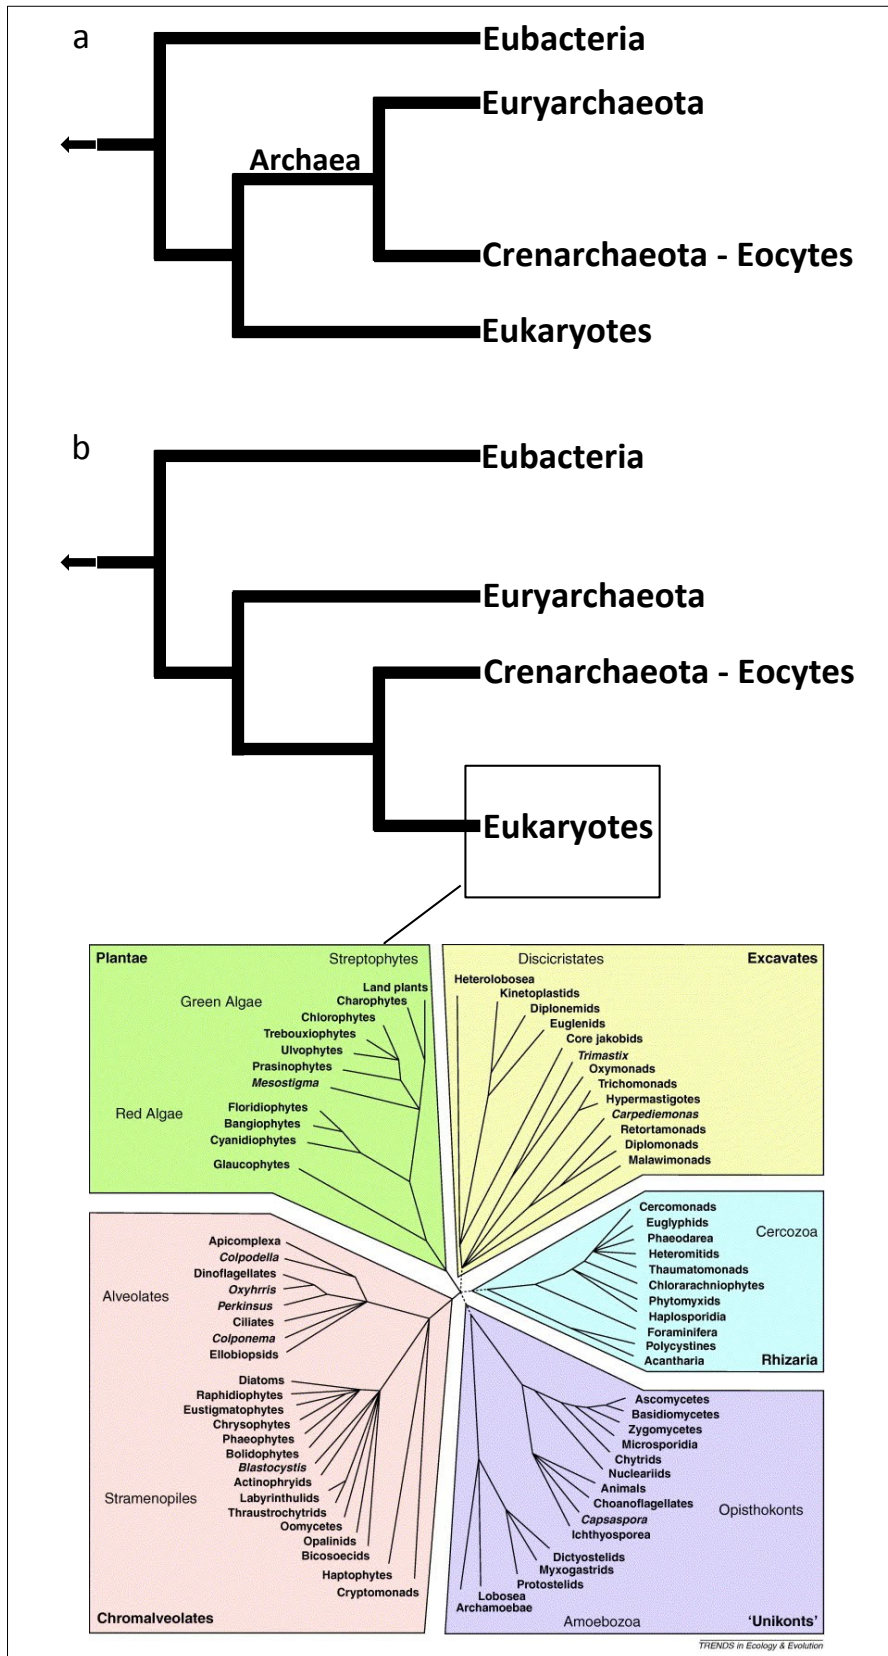 a
Eubacteria
Euryarchaeota
Archaea
Crenarchaeota - Eocytes
Eukaryotes
b
Eubacteria
Euryarchaeota
Crenarchaeota - Eocytes
Eukaryotes
Plantae
Streptophytes
Land plants
Green Algae
Charophytes
Chlorophytes
Trebouxiophytes
Ulvophytes
Prasinophytes
Mesostigma
Red Algae
Floridiophytes
Bangiophytes
Cyanidiophytes
Glaucophytes
Discicristates
Excavates
Heterolobosea
Kinetoplastids
Diplonemids
Euglenids
Core jakobids
Trimastix
Oxymonads
Trichomonads
Hypermastigotes
Carpediemonas
Retortamonads
Diplomonads
Malawimonads
Cercomonads
Euglyphids
Cercozoa
Phaeodarea
Heteromitids
Thaumatomonads
Chlorarachniophytes
Phytomyxids
Haplosporidia
Foraminifera
Polycystines
Acantharia
Rhizaria
Apicomplexa
Colpodella
Dinoflagellates
Alveolates
Oxyhrris
Perkinsus
Ciliates
Colponema
Ellobiopsids
Diatoms
Raphidiophytes
Eustigmatophytes
Chrysophytes
Phaeophytes
Bolidophytes
Blastocystis
Actinophryids
Stramenopiles
Labyrinthulids
Thraustrochytrids
Oomycetes
Opalinids
Bicosoecids
Haptophytes
Cryptomonads
Chromalveolates
Ascomycetes
Basidiomycetes
Zygomycetes
Microsporidia
Chytrids
Nucleariids
Animals
Choanoflagellates
Capsaspora
Opisthokonts
Ichthyosporea
Dictyostelids
Myxogastrids
Protostelids
Lobosea
Archamoebae
Amoebozoa
'Unikonts'
TRENDS in Ecology & Evolution